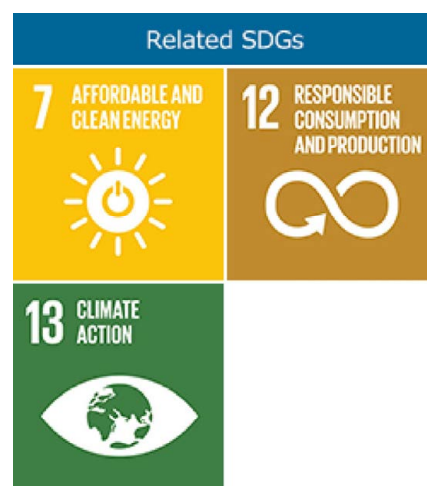 Related SDGs
7 AFFORDABLE AND
CLEAN ENERGY
12 RESPONSIBLE
CONSUMPTION
AND PRODUCTION
13 CLIMATE
ACTION